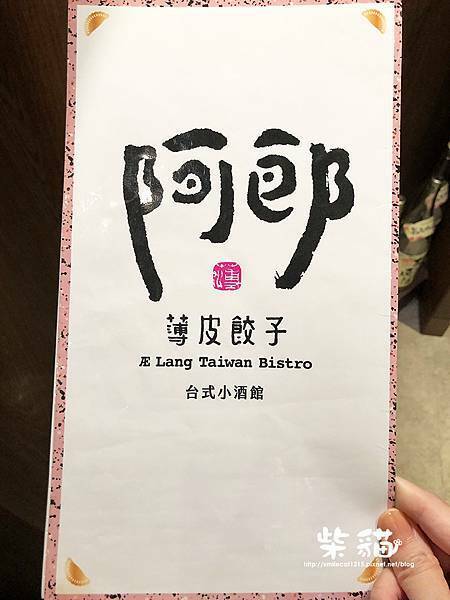 阿郎
薄皮餃子
Æ Lang Taiwan Bistro
台式小酒館
柴貓
http://vmilecat1215.pixnet.net/blog